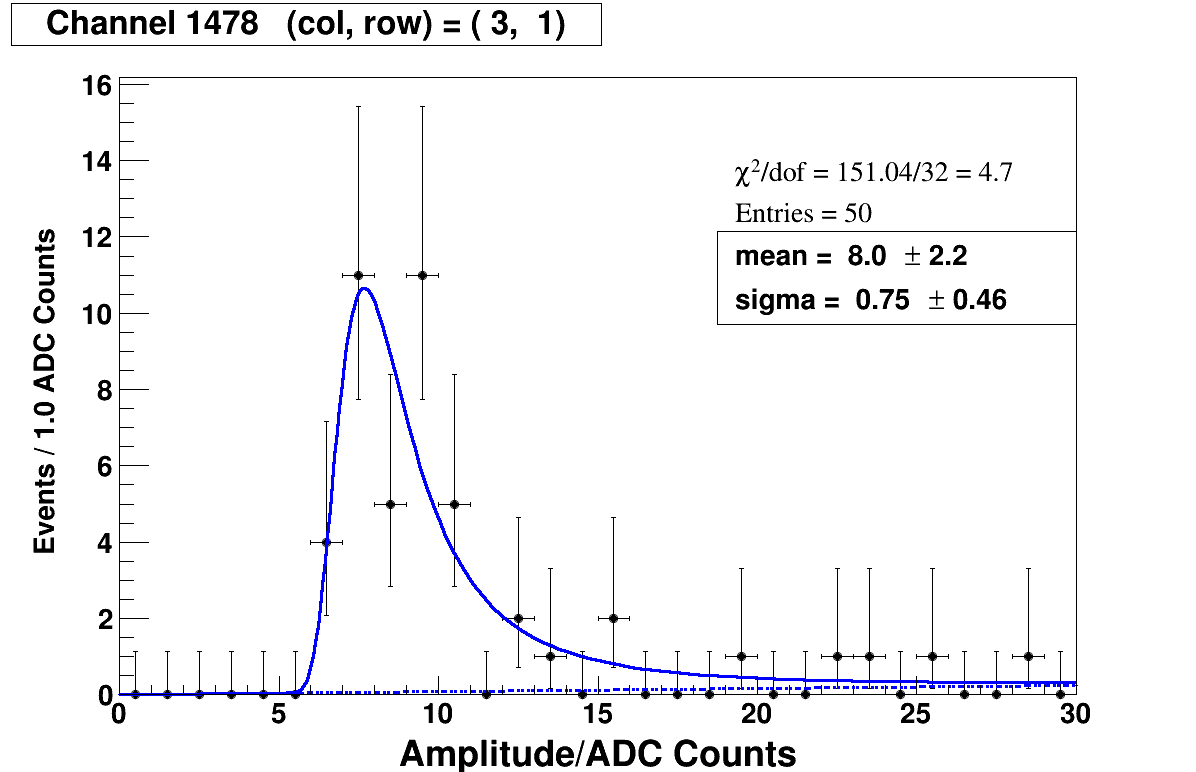 Channel 1478 (col, row) = ( 3, 1)
16
14
12
10
8
6
4
2
0
Events / 1.0 ADC Counts
χ²/dof = 151.04/32 = 4.7
Entries = 50
mean = 8.0 ± 2.2
sigma = 0.75 ± 0.46
0 5 10 15 20 25 30
Amplitude/ADC Counts